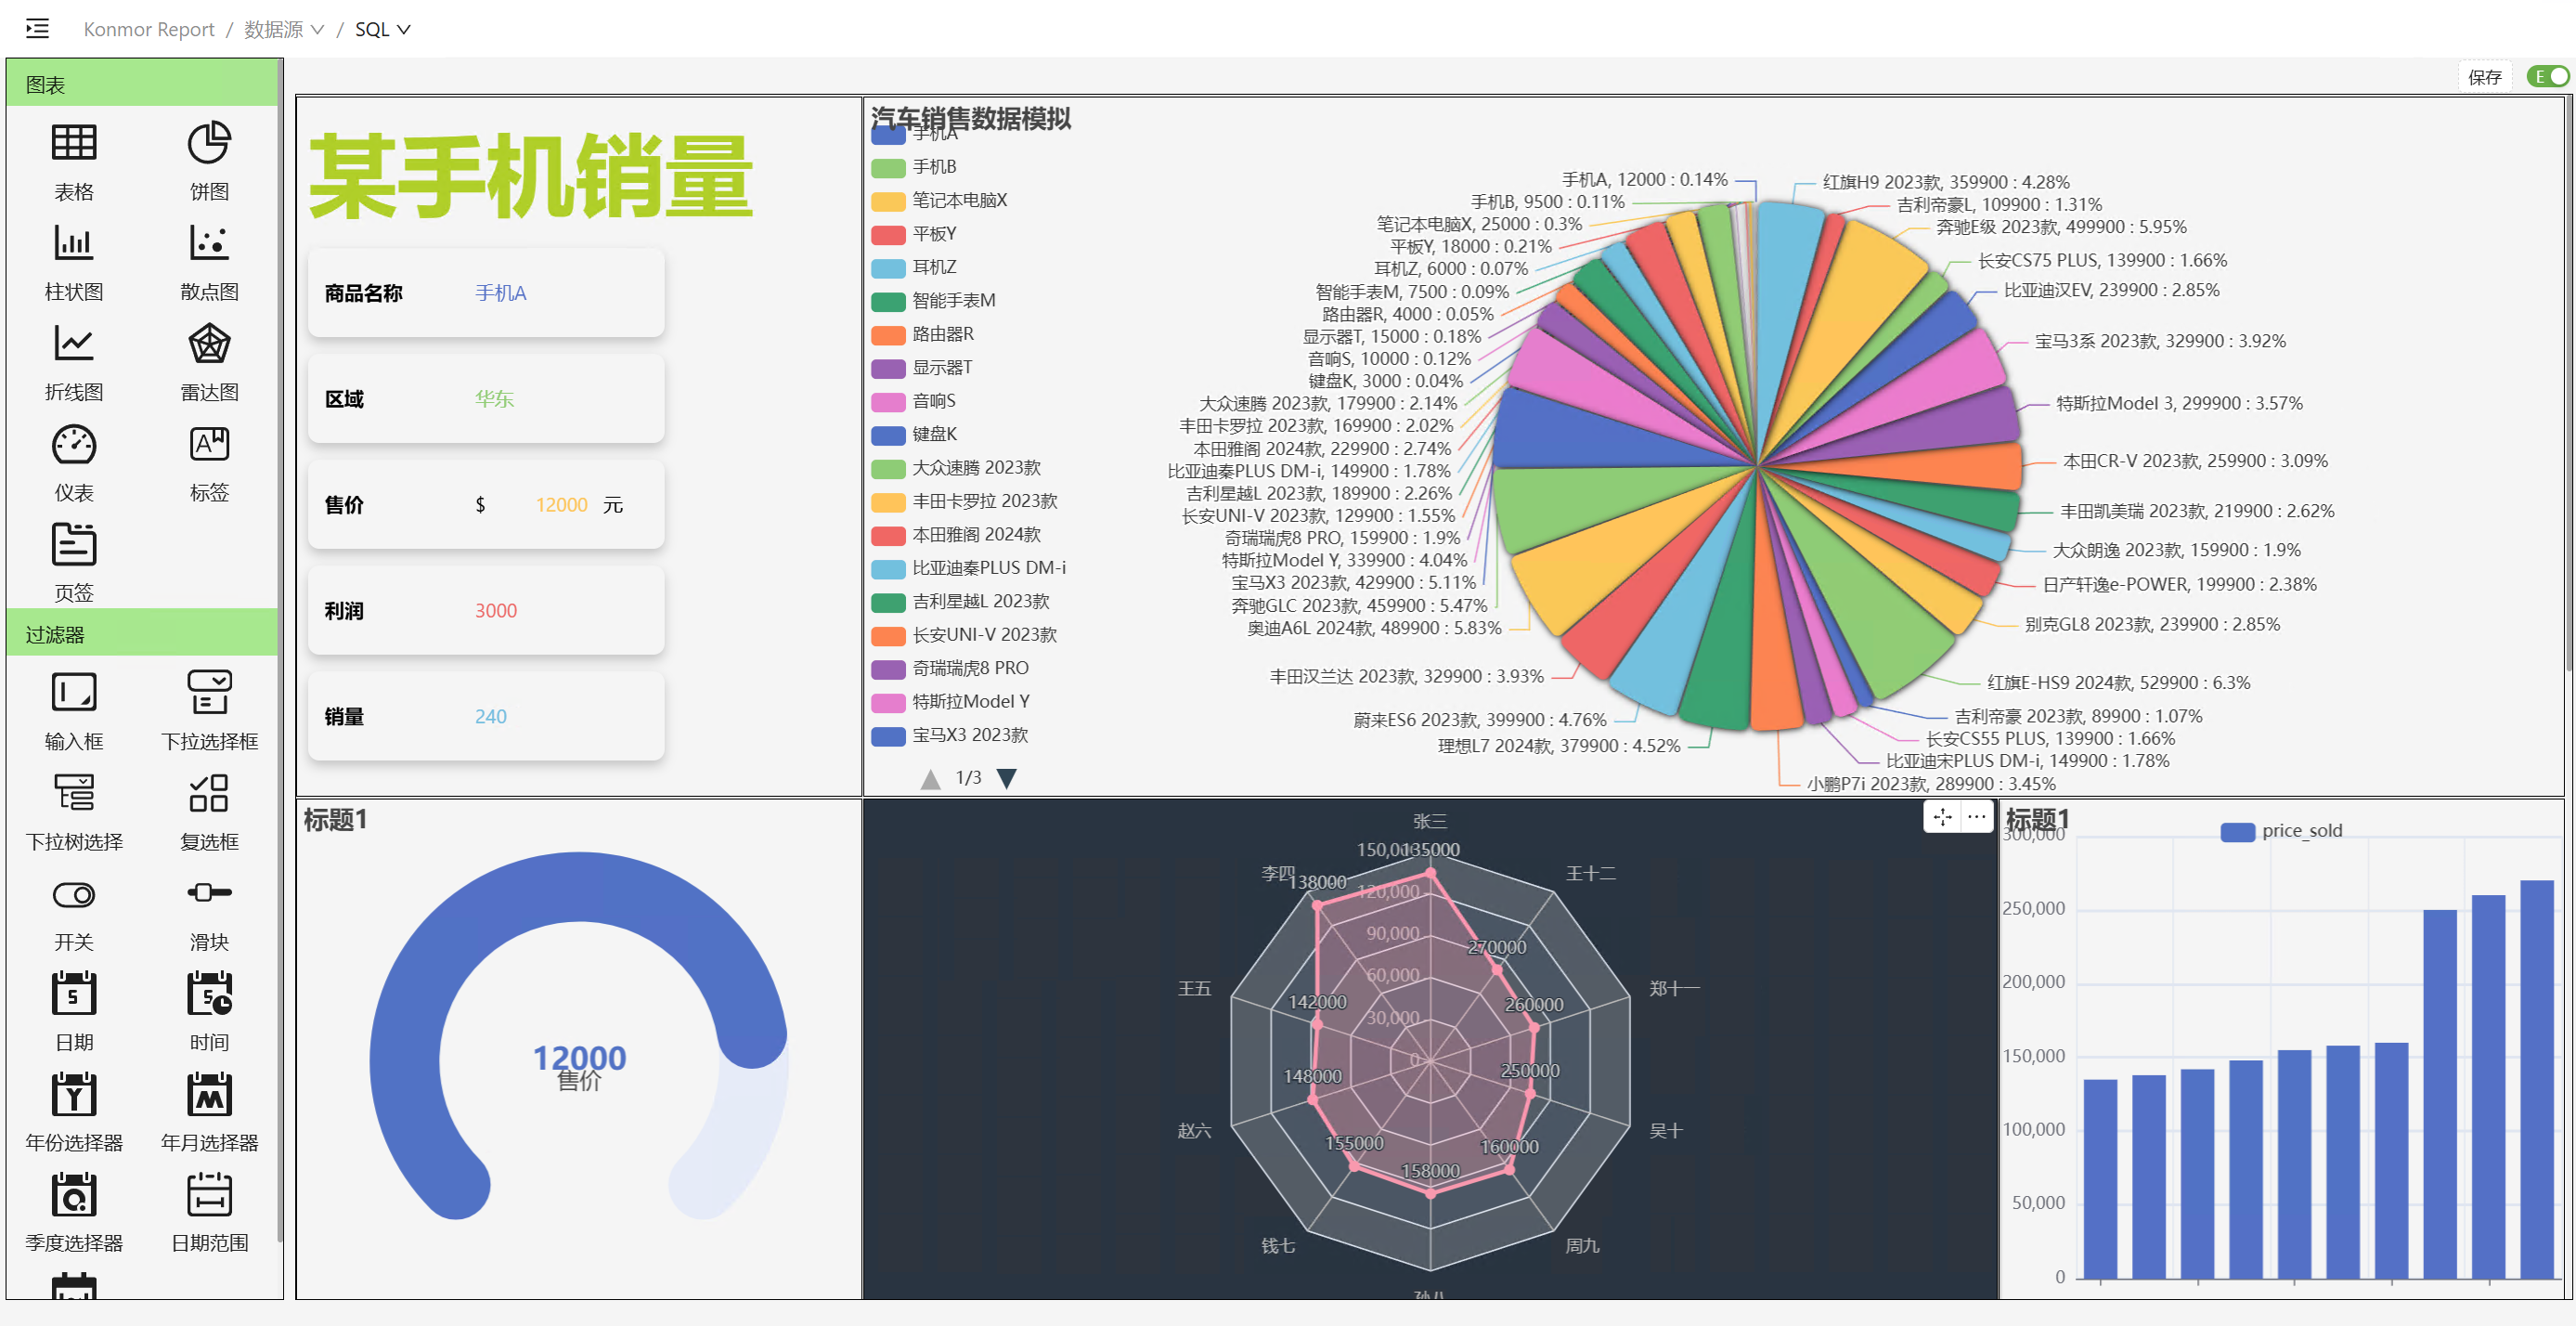 Konmor Report / 数据源 / SQL
保存
E
图表
表格
饼图
柱状图
散点图
折线图
雷达图
仪表
标签
页签
过滤器
输入框
下拉选择框
下拉树选择
复选框
开关
滑块
日期
时间
年份选择器
年月选择器
季度选择器
日期范围
某手机销量
商品名称 手机A
区域 华东
售价 $ 12000 元
利润 3000
销量 240
汽车销售数据模拟
手机A
手机B
笔记本电脑X
平板Y
耳机Z
智能手表M
路由器R
显示器T
音响S
键盘K
大众速腾 2023款
丰田卡罗拉 2023款
本田雅阁 2024款
比亚迪秦PLUS DM-i
吉利星越L 2023款
长安UNI-V 2023款
奇瑞瑞虎8 PRO
特斯拉Model Y
宝马X3 2023款
1/3
手机A, 12000 : 0.14%
手机B, 9500 : 0.11%
笔记本电脑X, 25000 : 0.3%
平板Y, 18000 : 0.21%
耳机Z, 6000 : 0.07%
智能手表M, 7500 : 0.09%
路由器R, 4000 : 0.05%
显示器T, 15000 : 0.18%
音响S, 10000 : 0.12%
键盘K, 3000 : 0.04%
大众速腾 2023款, 179900 : 2.14%
丰田卡罗拉 2023款, 169900 : 2.02%
本田雅阁 2024款, 229900 : 2.74%
比亚迪秦PLUS DM-i, 149900 : 1.78%
吉利星越L 2023款, 189900 : 2.26%
长安UNI-V 2023款, 129900 : 1.55%
奇瑞瑞虎8 PRO, 159900 : 1.9%
特斯拉Model Y, 339900 : 4.04%
宝马X3 2023款, 429900 : 5.11%
奔驰GLC 2023款, 459900 : 5.47%
奥迪A6L 2024款, 489900 : 5.83%
丰田汉兰达 2023款, 329900 : 3.93%
蔚来ES6 2023款, 399900 : 4.76%
理想L7 2024款, 379900 : 4.52%
红旗H9 2023款, 359900 : 4.28%
吉利帝豪L, 109900 : 1.31%
奔驰E级 2023款, 499900 : 5.95%
长安CS75 PLUS, 139900 : 1.66%
比亚迪汉EV, 239900 : 2.85%
宝马3系 2023款, 329900 : 3.92%
特斯拉Model 3, 299900 : 3.57%
本田CR-V 2023款, 259900 : 3.09%
丰田凯美瑞 2023款, 219900 : 2.62%
大众朗逸 2023款, 159900 : 1.9%
日产轩逸e-POWER, 199900 : 2.38%
别克GL8 2023款, 239900 : 2.85%
红旗E-HS9 2024款, 529900 : 6.3%
吉利帝豪 2023款, 89900 : 1.07%
长安CS55 PLUS, 139900 : 1.66%
比亚迪宋PLUS DM-i, 149900 : 1.78%
小鹏P7i 2023款, 289900 : 3.45%
标题1
12000
售价
张三
李四
王五
赵六
钱七
孙八
周九
吴十
郑十一
王十二
150,000
120,000
90,000
60,000
30,000
0
135000
138000
142000
148000
155000
158000
160000
250000
260000
270000
标题1
price_sold
300,000
250,000
200,000
150,000
100,000
50,000
0